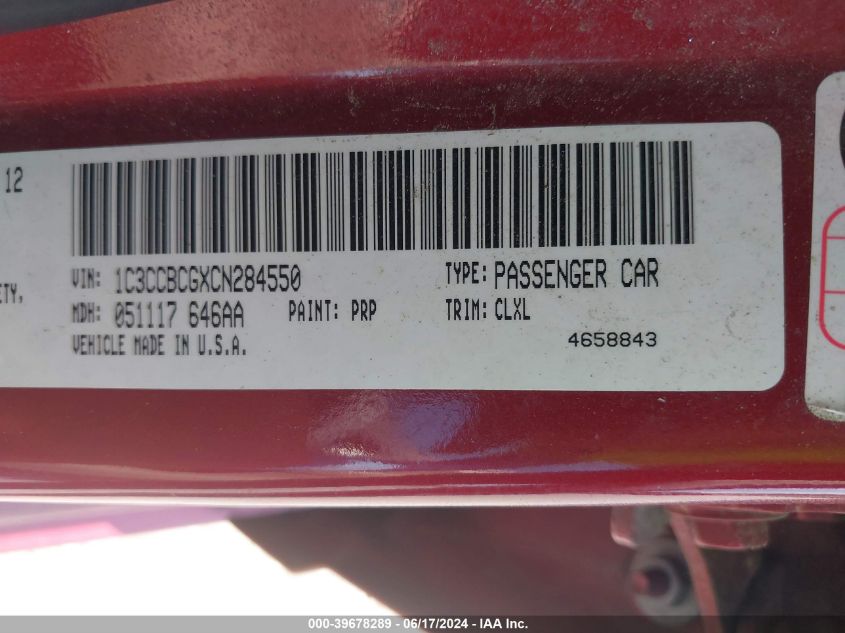 12
VIN: 1C3CCBCGXCN284550 TYPE: PASSENGER CAR
ETY,
MDH: 051117 646AA PAINT: PRP TRIM: CLXL
VEHICLE MADE IN U.S.A. 4658843
000-39678289 - 06/17/2024 - IAA Inc.